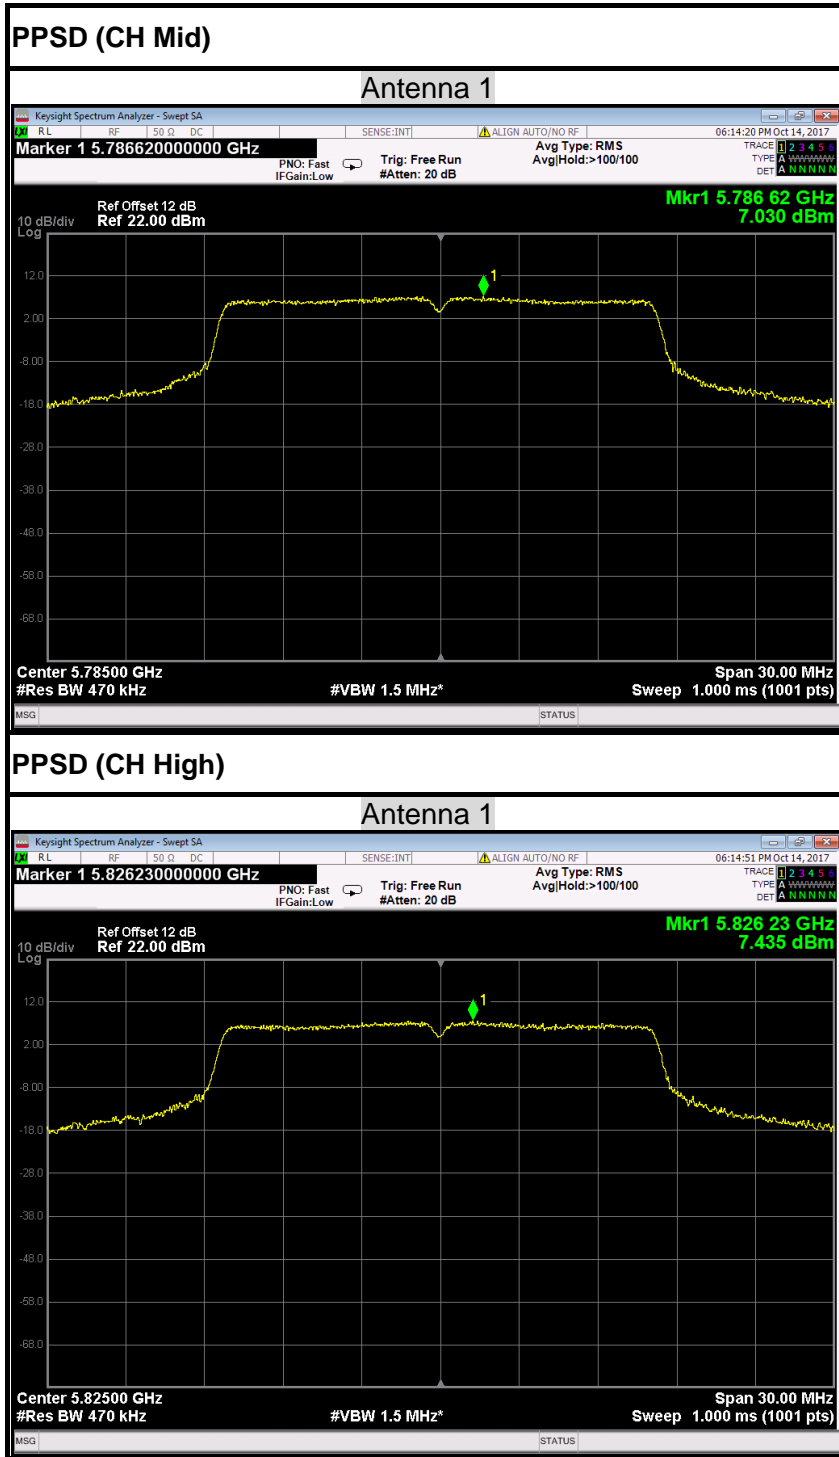 PPSD (CH Mid)
Antenna 1
Keysight Spectrum Analyzer - Swept SA
LXI RL RF 50 Ω DC SENSE:INT ALIGN AUTO/NO RF 06:14:20 PM Oct 14, 2017
Marker 1 5.786620000000 GHz Avg Type: RMS TRACE 1 2 3 4 5 6
PNO: Fast Trig: Free Run Avg|Hold:>100/100 TYPE A WWWWW
IFGain:Low #Atten: 20 dB DET A N N N N N
Mkr1 5.786 62 GHz
Ref Offset 12 dB
10 dB/div Ref 22.00 dBm 7.030 dBm
Log
1
12.0
2.00
-8.00
-18.0
-28.0
-38.0
-48.0
-58.0
-68.0
Center 5.78500 GHz Span 30.00 MHz
#Res BW 470 kHz #VBW 1.5 MHz* Sweep 1.000 ms (1001 pts)
MSG STATUS
PPSD (CH High)
Antenna 1
Keysight Spectrum Analyzer - Swept SA
LXI RL RF 50 Ω DC SENSE:INT ALIGN AUTO/NO RF 06:14:51 PM Oct 14, 2017
Marker 1 5.826230000000 GHz Avg Type: RMS TRACE 1 2 3 4 5 6
PNO: Fast Trig: Free Run Avg|Hold:>100/100 TYPE A WWWWW
IFGain:Low #Atten: 20 dB DET A N N N N N
Mkr1 5.826 23 GHz
Ref Offset 12 dB
10 dB/div Ref 22.00 dBm 7.435 dBm
Log
1
12.0
2.00
-8.00
-18.0
-28.0
-38.0
-48.0
-58.0
-68.0
Center 5.82500 GHz Span 30.00 MHz
#Res BW 470 kHz #VBW 1.5 MHz* Sweep 1.000 ms (1001 pts)
MSG STATUS